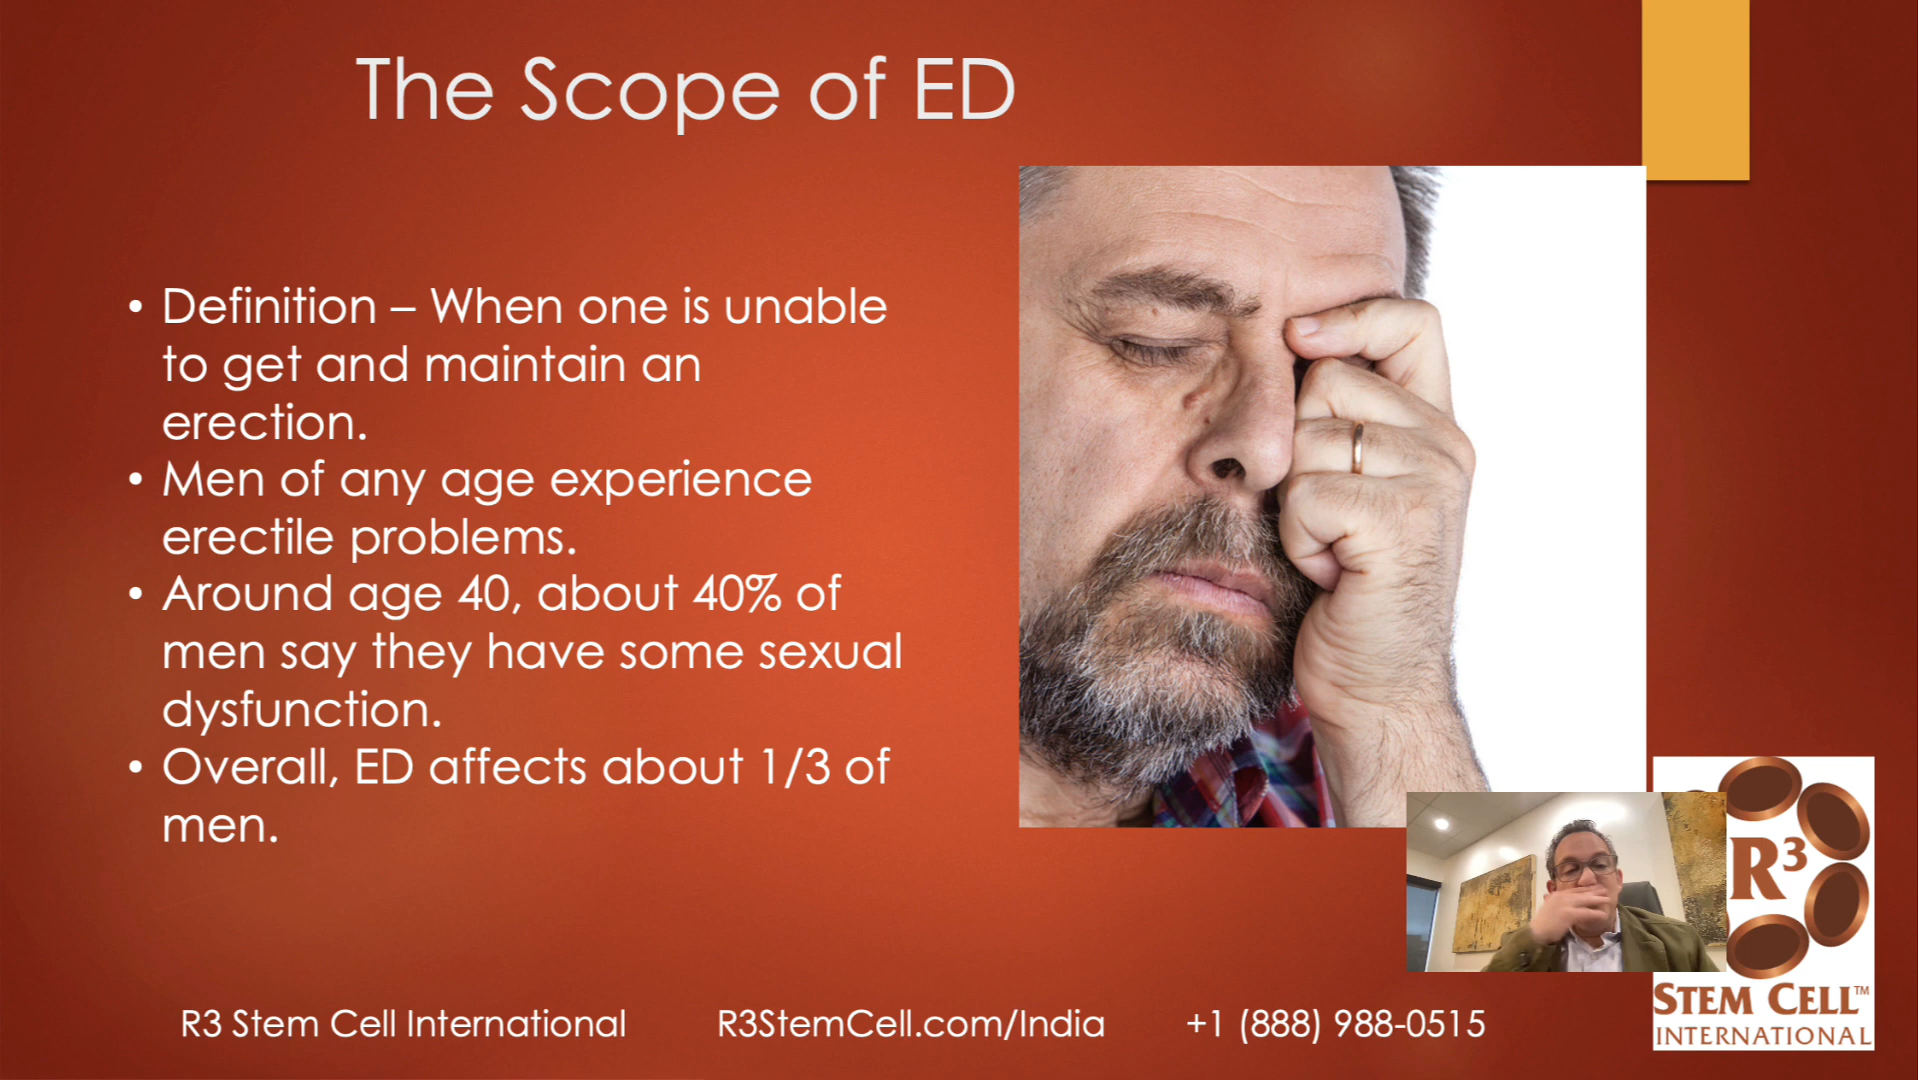 The Scope of ED
• Definition – When one is unable
to get and maintain an
erection.
• Men of any age experience
erectile problems.
• Around age 40, about 40% of
men say they have some sexual
dysfunction.
• Overall, ED affects about 1/3 of
men.
R3
STEM CELL™
INTERNATIONAL
R3 Stem Cell International R3StemCell.com/India +1 (888) 988-0515